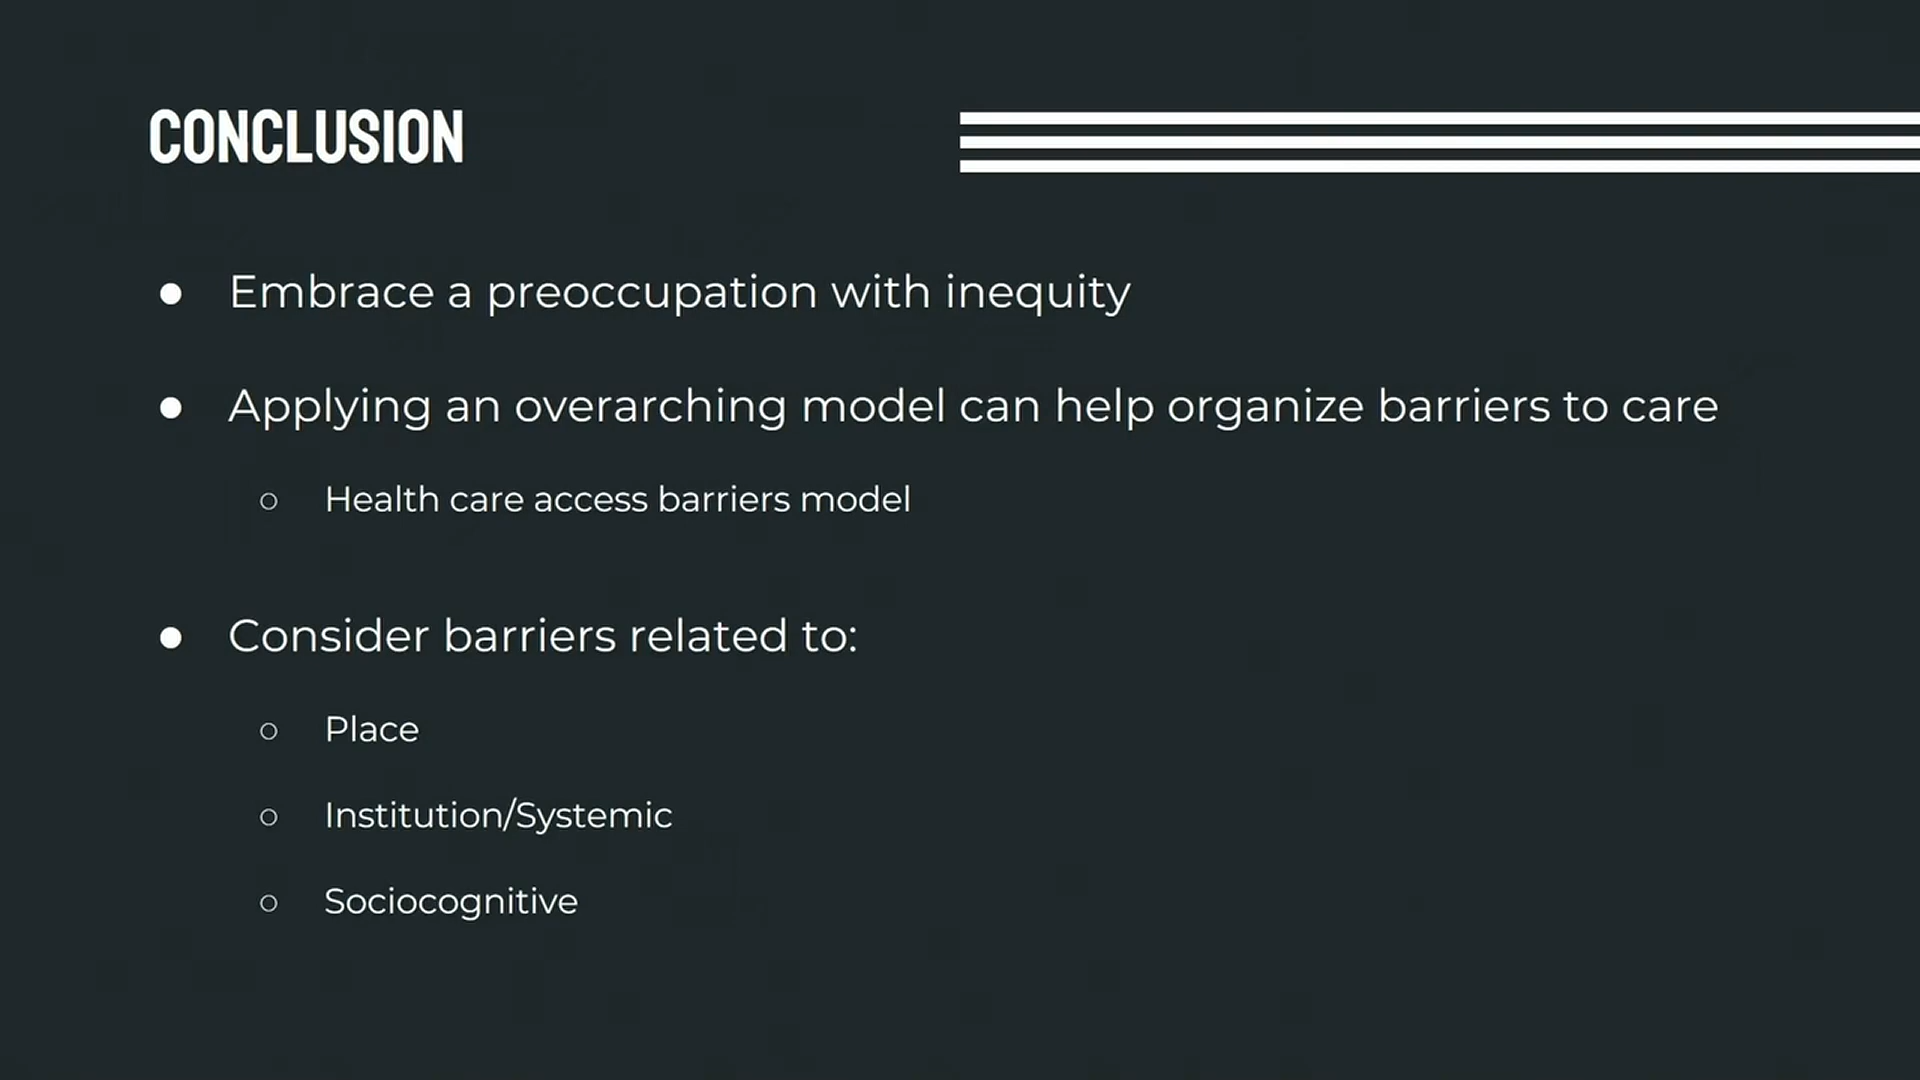 CONCLUSION
● Embrace a preoccupation with inequity
● Applying an overarching model can help organize barriers to care
○ Health care access barriers model
● Consider barriers related to:
○ Place
○ Institution/Systemic
○ Sociocognitive